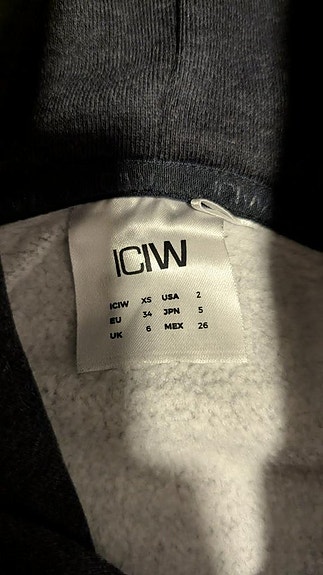 ICIW
ICIW XS USA 2
EU 34 JPN 5
UK 6 MEX 26